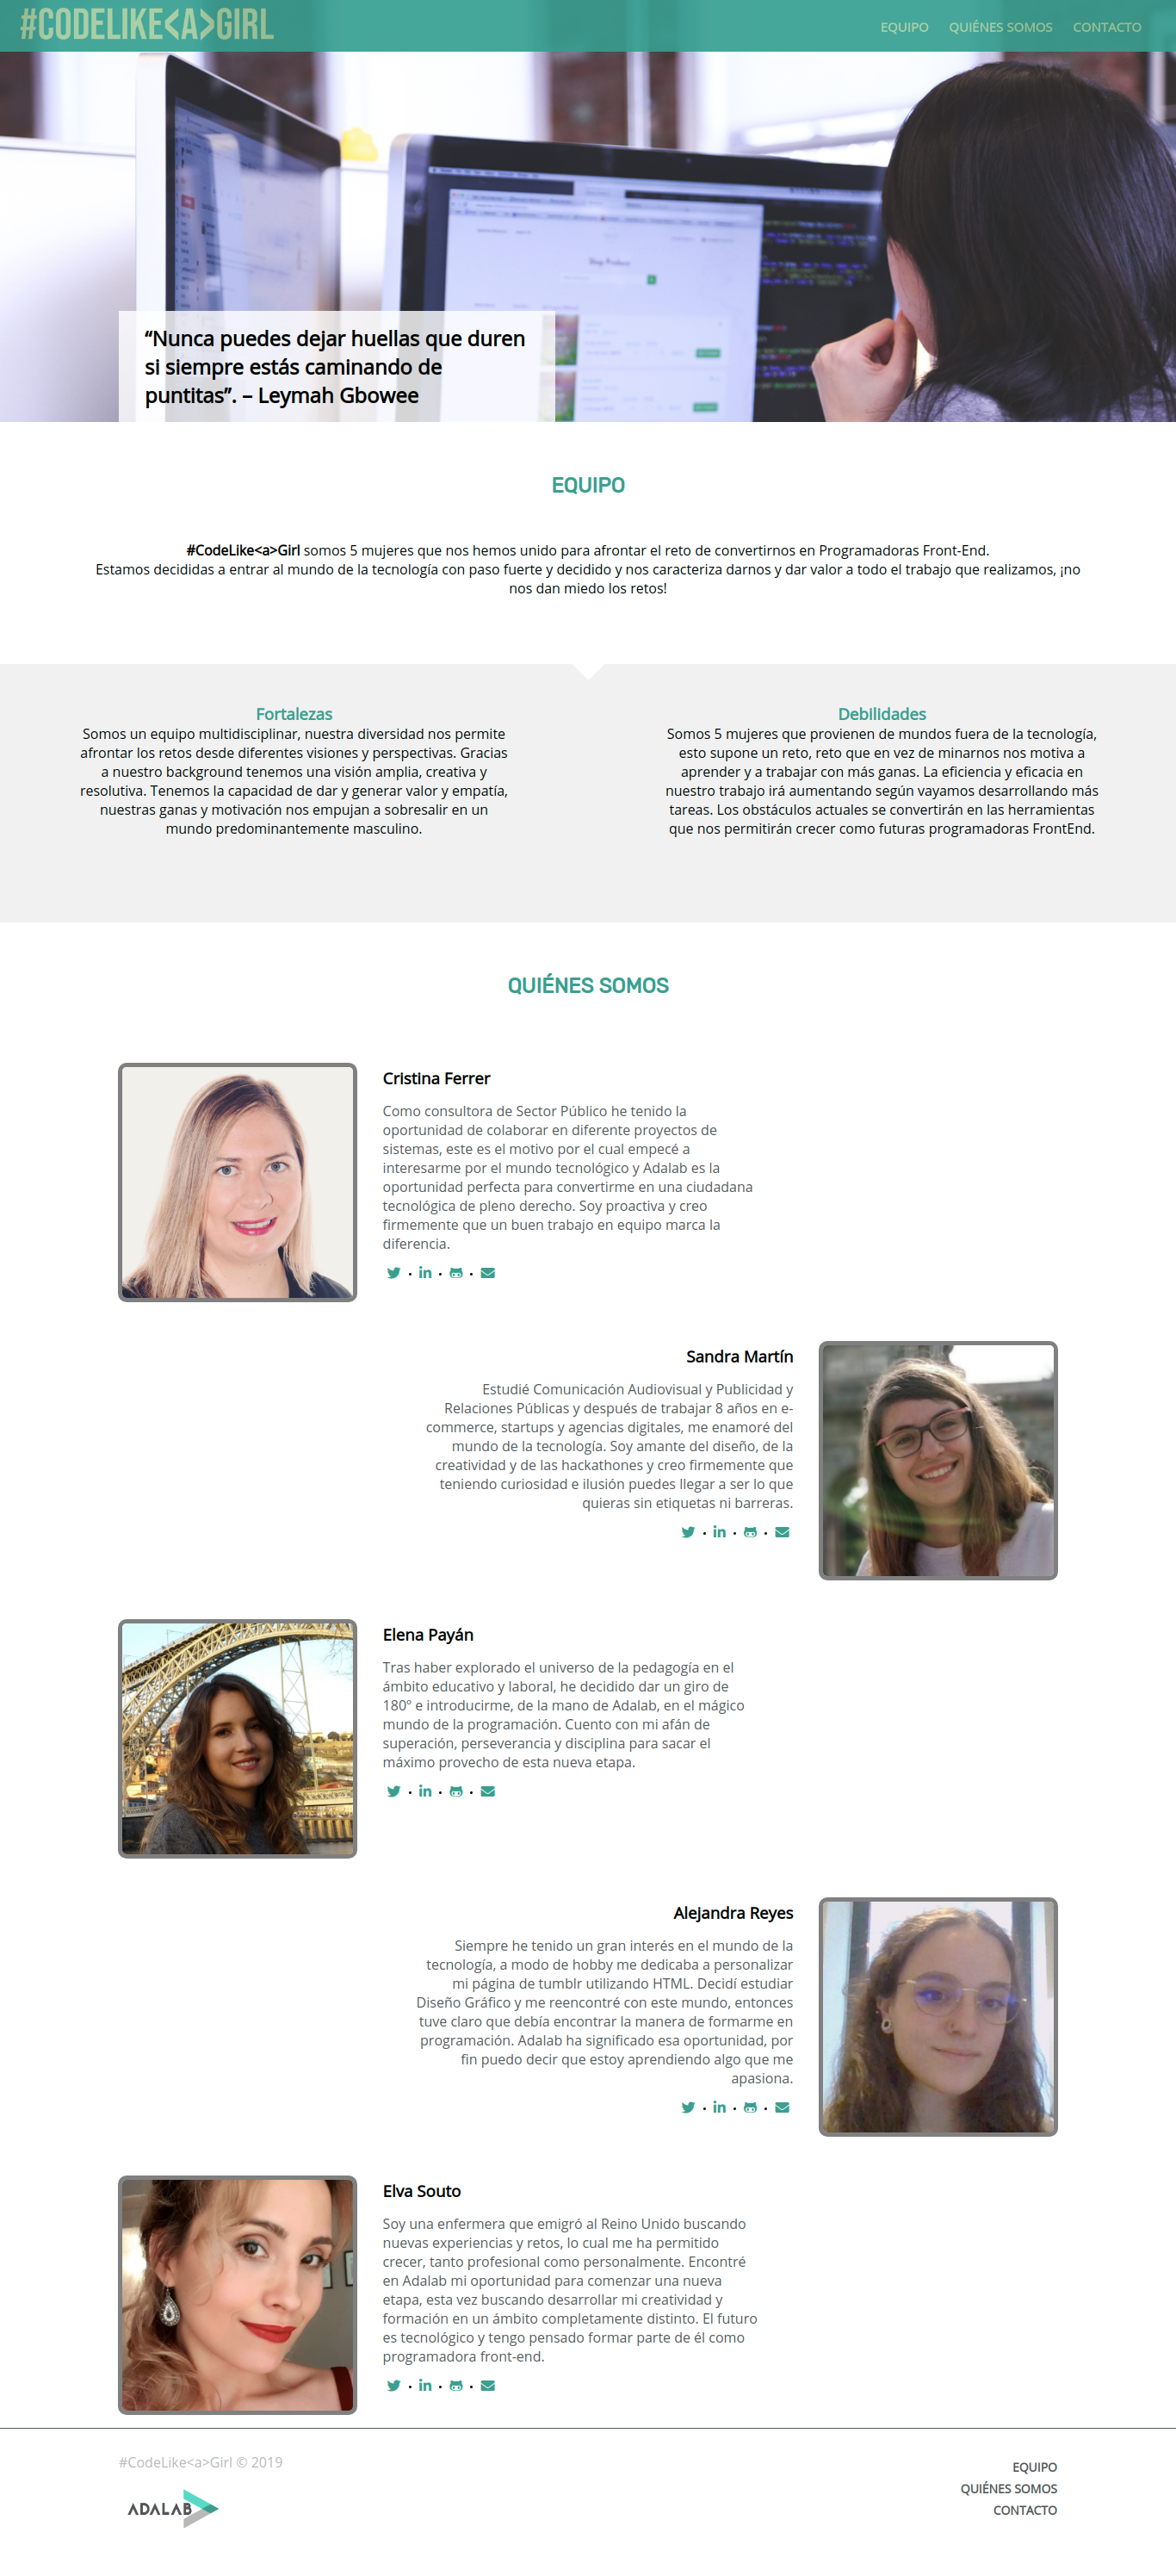 #CODELIKE<A>GIRL
EQUIPO QUIÉNES SOMOS CONTACTO
“Nunca puedes dejar huellas que duren
si siempre estás caminando de
puntitas”. – Leymah Gbowee
EQUIPO
#CodeLike<a>Girl somos 5 mujeres que nos hemos unido para afrontar el reto de convertirnos en Programadoras Front-End.
Estamos decididas a entrar al mundo de la tecnología con paso fuerte y decidido y nos caracteriza darnos y dar valor a todo el trabajo que realizamos, ¡no
nos dan miedo los retos!
Fortalezas
Somos un equipo multidisciplinar, nuestra diversidad nos permite
afrontar los retos desde diferentes visiones y perspectivas. Gracias
a nuestro background tenemos una visión amplia, creativa y
resolutiva. Tenemos la capacidad de dar y generar valor y empatía,
nuestras ganas y motivación nos empujan a sobresalir en un
mundo predominantemente masculino.
Debilidades
Somos 5 mujeres que provienen de mundos fuera de la tecnología,
esto supone un reto, reto que en vez de minarnos nos motiva a
aprender y a trabajar con más ganas. La eficiencia y eficacia en
nuestro trabajo irá aumentando según vayamos desarrollando más
tareas. Los obstáculos actuales se convertirán en las herramientas
que nos permitirán crecer como futuras programadoras FrontEnd.
QUIÉNES SOMOS
Cristina Ferrer
Como consultora de Sector Público he tenido la
oportunidad de colaborar en diferente proyectos de
sistemas, este es el motivo por el cual empecé a
interesarme por el mundo tecnológico y Adalab es la
oportunidad perfecta para convertirme en una ciudadana
tecnológica de pleno derecho. Soy proactiva y creo
firmemente que un buen trabajo en equipo marca la
diferencia.
Sandra Martín
Estudié Comunicación Audiovisual y Publicidad y
Relaciones Públicas y después de trabajar 8 años en e-
commerce, startups y agencias digitales, me enamoré del
mundo de la tecnología. Soy amante del diseño, de la
creatividad y de las hackathones y creo firmemente que
teniendo curiosidad e ilusión puedes llegar a ser lo que
quieras sin etiquetas ni barreras.
Elena Payán
Tras haber explorado el universo de la pedagogía en el
ámbito educativo y laboral, he decidido dar un giro de
180º e introducirme, de la mano de Adalab, en el mágico
mundo de la programación. Cuento con mi afán de
superación, perseverancia y disciplina para sacar el
máximo provecho de esta nueva etapa.
Alejandra Reyes
Siempre he tenido un gran interés en el mundo de la
tecnología, a modo de hobby me dedicaba a personalizar
mi página de tumblr utilizando HTML. Decidí estudiar
Diseño Gráfico y me reencontré con este mundo, entonces
tuve claro que debía encontrar la manera de formarme en
programación. Adalab ha significado esa oportunidad, por
fin puedo decir que estoy aprendiendo algo que me
apasiona.
Elva Souto
Soy una enfermera que emigró al Reino Unido buscando
nuevas experiencias y retos, lo cual me ha permitido
crecer, tanto profesional como personalmente. Encontré
en Adalab mi oportunidad para comenzar una nueva
etapa, esta vez buscando desarrollar mi creatividad y
formación en un ámbito completamente distinto. El futuro
es tecnológico y tengo pensado formar parte de él como
programadora front-end.
#CodeLike<a>Girl © 2019
ADALAB
EQUIPO
QUIÉNES SOMOS
CONTACTO